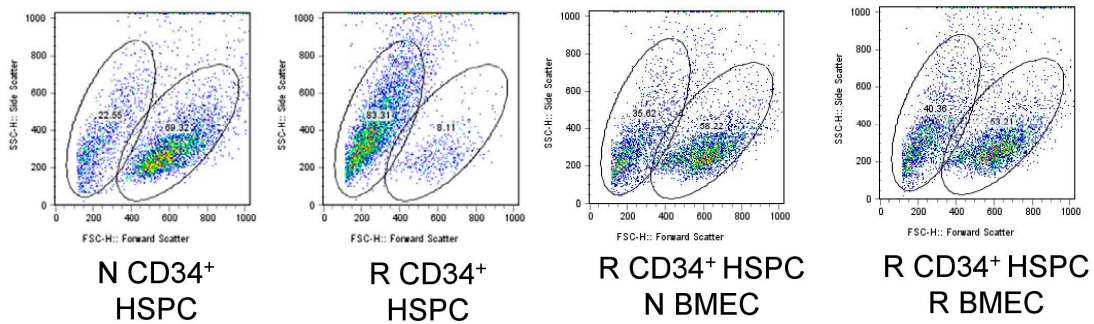 1000
800
600
400
200
0
SSC-H:: Side Scatter
22.55
69.32
0 200 400 600 800 1000
FSC-H:: Forward Scatter
N CD34⁺
HSPC
1000
800
600
400
200
0
SSC-H:: Side Scatter
83.31
8.11
0 200 400 600 800 1000
FSC-H:: Forward Scatter
R CD34⁺
HSPC
1000
800
600
400
200
0
SSC-H:: Side Scatter
35.62
58.22
0 200 400 600 800 1000
FSC-H:: Forward Scatter
R CD34⁺ HSPC
N BMEC
1000
800
600
400
200
0
SSC-H:: Side Scatter
40.36
53.21
0 200 400 600 800 1000
FSC-H:: Forward Scatter
R CD34⁺ HSPC
R BMEC